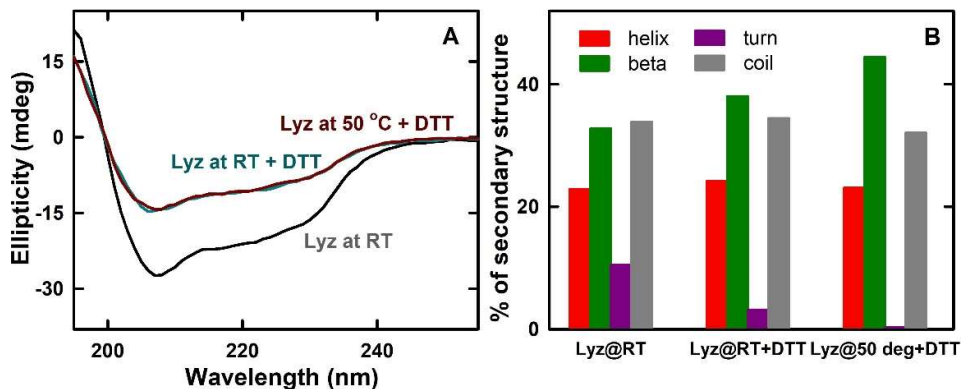 A
15
0
-15
-30
Ellipticity (mdeg)
Lyz at 50 °C + DTT
Lyz at RT + DTT
Lyz at RT
200
220
240
Wavelength (nm)
B
helix
turn
beta
coil
40
20
0
% of secondary structure
Lyz@RT
Lyz@RT+DTT
Lyz@50 deg+DTT